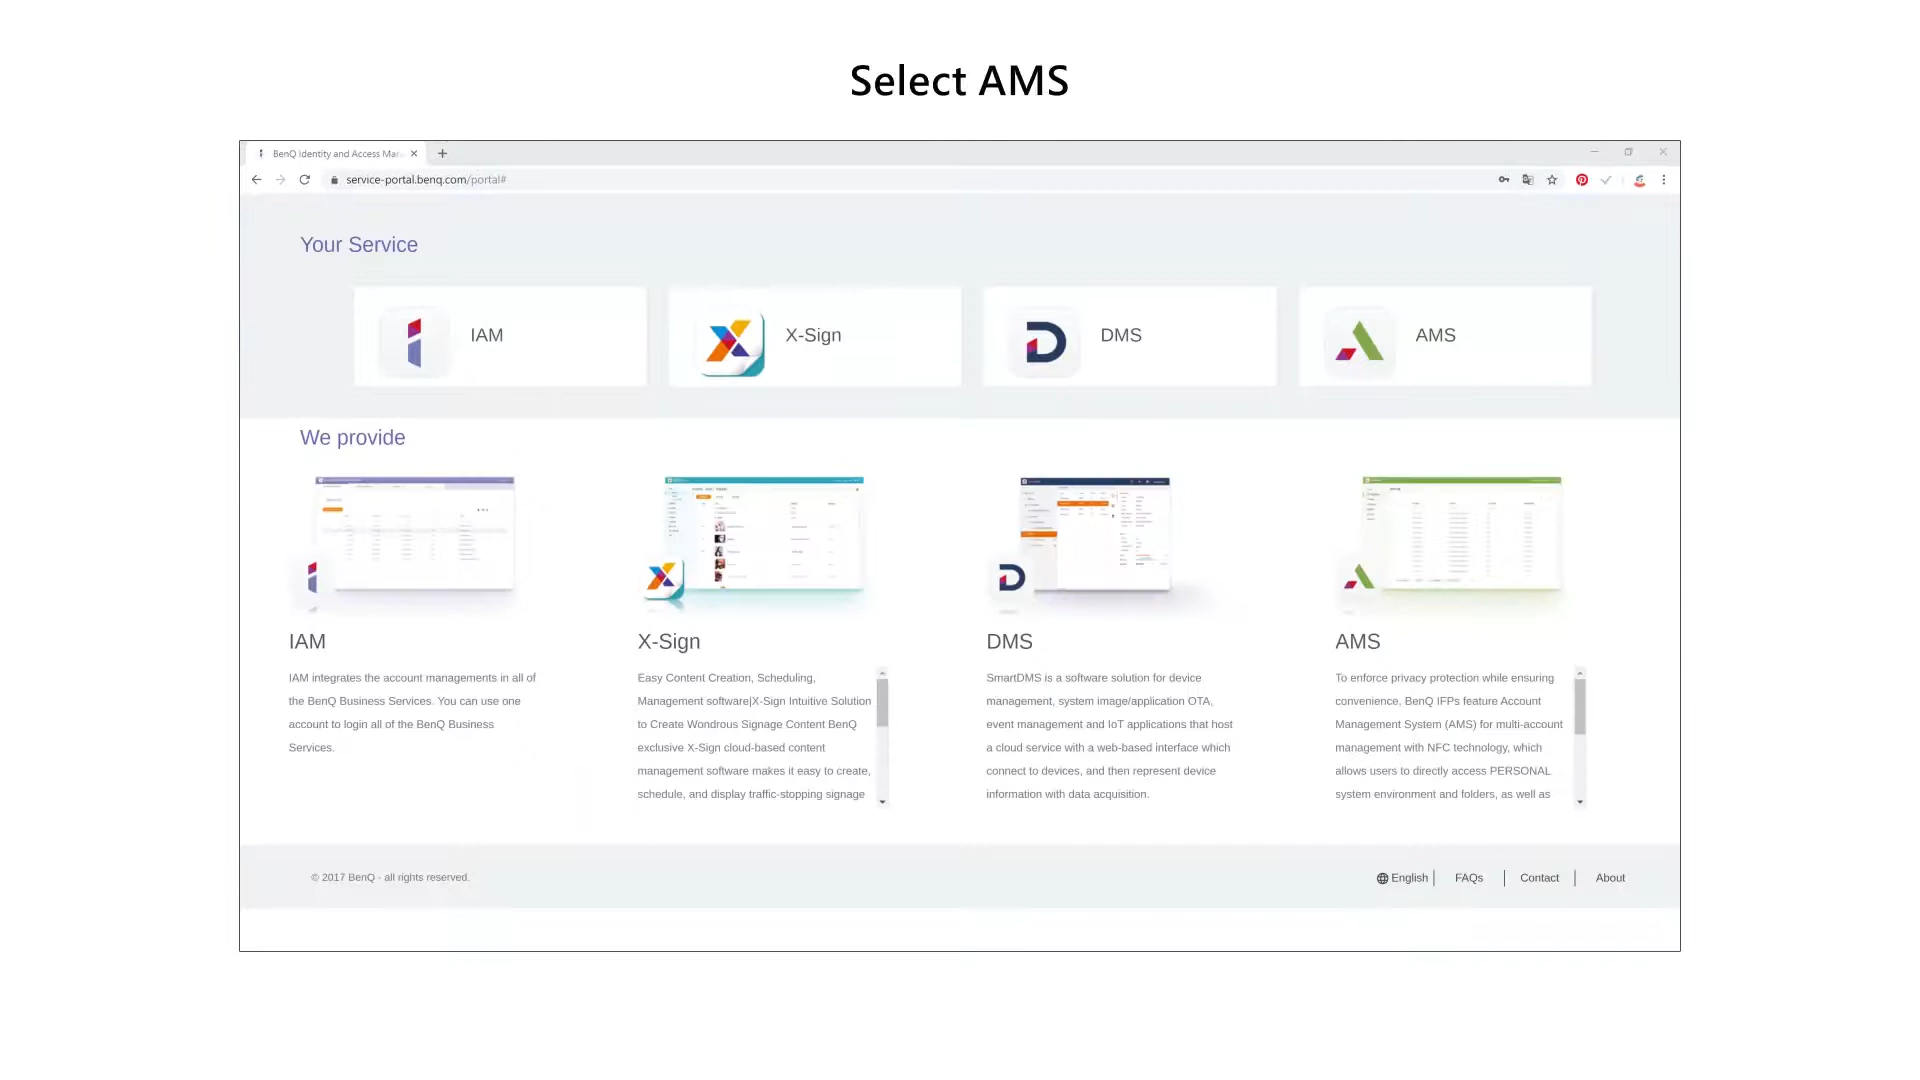 Select AMS
BenQ Identity and Access Mar
service-portal.benq.com/portal#
Your Service
IAM
X-Sign
DMS
AMS
We provide
IAM
IAM integrates the account managements in all of
the BenQ Business Services. You can use one
account to login all of the BenQ Business
Services.
X-Sign
Easy Content Creation, Scheduling,
Management software|X-Sign Intuitive Solution
to Create Wondrous Signage Content BenQ
exclusive X-Sign cloud-based content
management software makes it easy to create,
schedule, and display traffic-stopping signage
DMS
SmartDMS is a software solution for device
management, system image/application OTA,
event management and IoT applications that host
a cloud service with a web-based interface which
connect to devices, and then represent device
information with data acquisition.
AMS
To enforce privacy protection while ensuring
convenience, BenQ IFPs feature Account
Management System (AMS) for multi-account
management with NFC technology, which
allows users to directly access PERSONAL
system environment and folders, as well as
© 2017 BenQ - all rights reserved.
English
FAQs
Contact
About